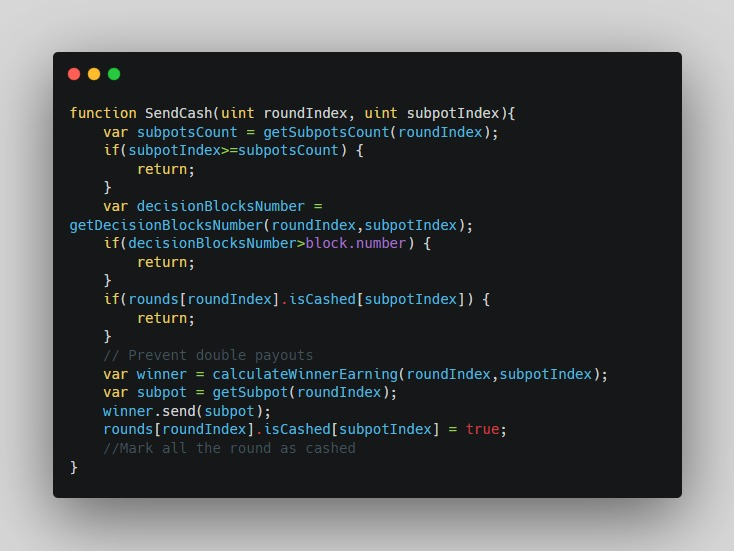 function SendCash(uint roundIndex, uint subpotIndex){
    var subpotsCount = getSubpotsCount(roundIndex);
    if(subpotIndex>=subpotsCount) {
        return;
    }
    var decisionBlocksNumber =
getDecisionBlocksNumber(roundIndex,subpotIndex);
    if(decisionBlocksNumber>block.number) {
        return;
    }
    if(rounds[roundIndex].isCashed[subpotIndex]) {
        return;
    }
    // Prevent double payouts
    var winner = calculateWinnerEarning(roundIndex,subpotIndex);
    var subpot = getSubpot(roundIndex);
    winner.send(subpot);
    rounds[roundIndex].isCashed[subpotIndex] = true;
    //Mark all the round as cashed
}